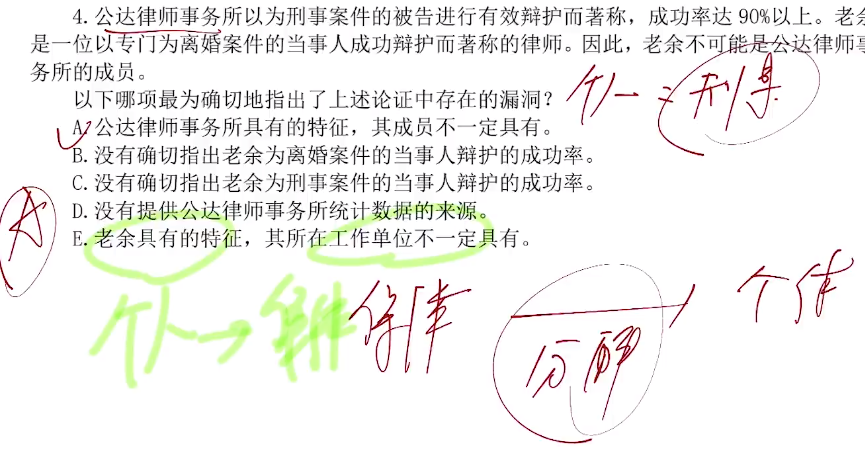 4.公达律师事务所以为刑事案件的被告进行有效辩护而著称，成功率达 90%以上。老余
是一位以专门为离婚案件的当事人成功辩护而著称的律师。因此，老余不可能是公达律师事
务所的成员。
以下哪项最为确切地指出了上述论证中存在的漏洞？
A.公达律师事务所具有的特征，其成员不一定具有。
B.没有确切指出老余为离婚案件的当事人辩护的成功率。
C.没有确切指出老余为刑事案件的当事人辩护的成功率。
D.没有提供公达律师事务所统计数据的来源。
E.老余具有的特征，其所在工作单位不一定具有。
A
个体
分解